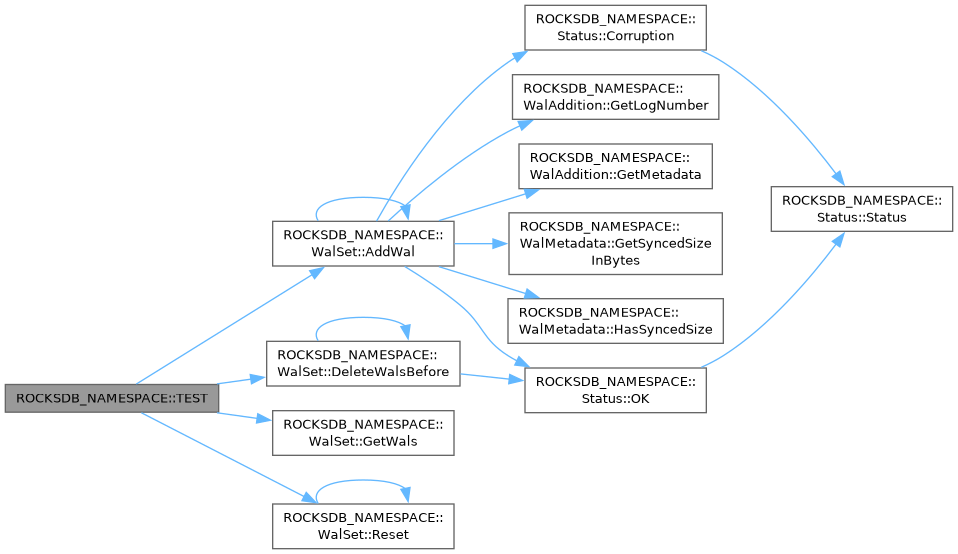 ROCKSDB_NAMESPACE::
Status::Corruption
ROCKSDB_NAMESPACE::
WalAddition::GetLogNumber
ROCKSDB_NAMESPACE::
WalAddition::GetMetadata
ROCKSDB_NAMESPACE::
Status::Status
ROCKSDB_NAMESPACE::
WalSet::AddWal
ROCKSDB_NAMESPACE::
WalMetadata::GetSyncedSize
InBytes
ROCKSDB_NAMESPACE::
WalMetadata::HasSyncedSize
ROCKSDB_NAMESPACE::
WalSet::DeleteWalsBefore
ROCKSDB_NAMESPACE::
Status::OK
ROCKSDB_NAMESPACE::TEST
ROCKSDB_NAMESPACE::
WalSet::GetWals
ROCKSDB_NAMESPACE::
WalSet::Reset